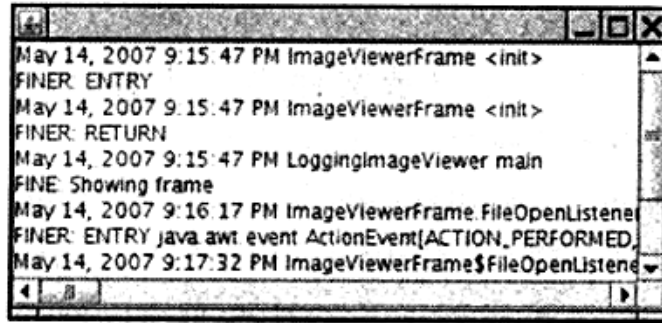 May 14, 2007 9:15:47 PM ImageViewerFrame <init>
FINER: ENTRY
May 14, 2007 9:15:47 PM ImageViewerFrame <init>
FINER: RETURN
May 14, 2007 9:15:47 PM LoggingImageViewer main
FINE: Showing frame
May 14, 2007 9:16:17 PM ImageViewerFrame.FileOpenListener
FINER: ENTRY java.awt.event.ActionEvent[ACTION_PERFORMED,
May 14, 2007 9:17:32 PM ImageViewerFrame$FileOpenListene